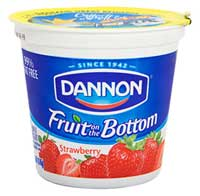 SINCE 1942
DANNON
Fruit on the Bottom
Strawberry